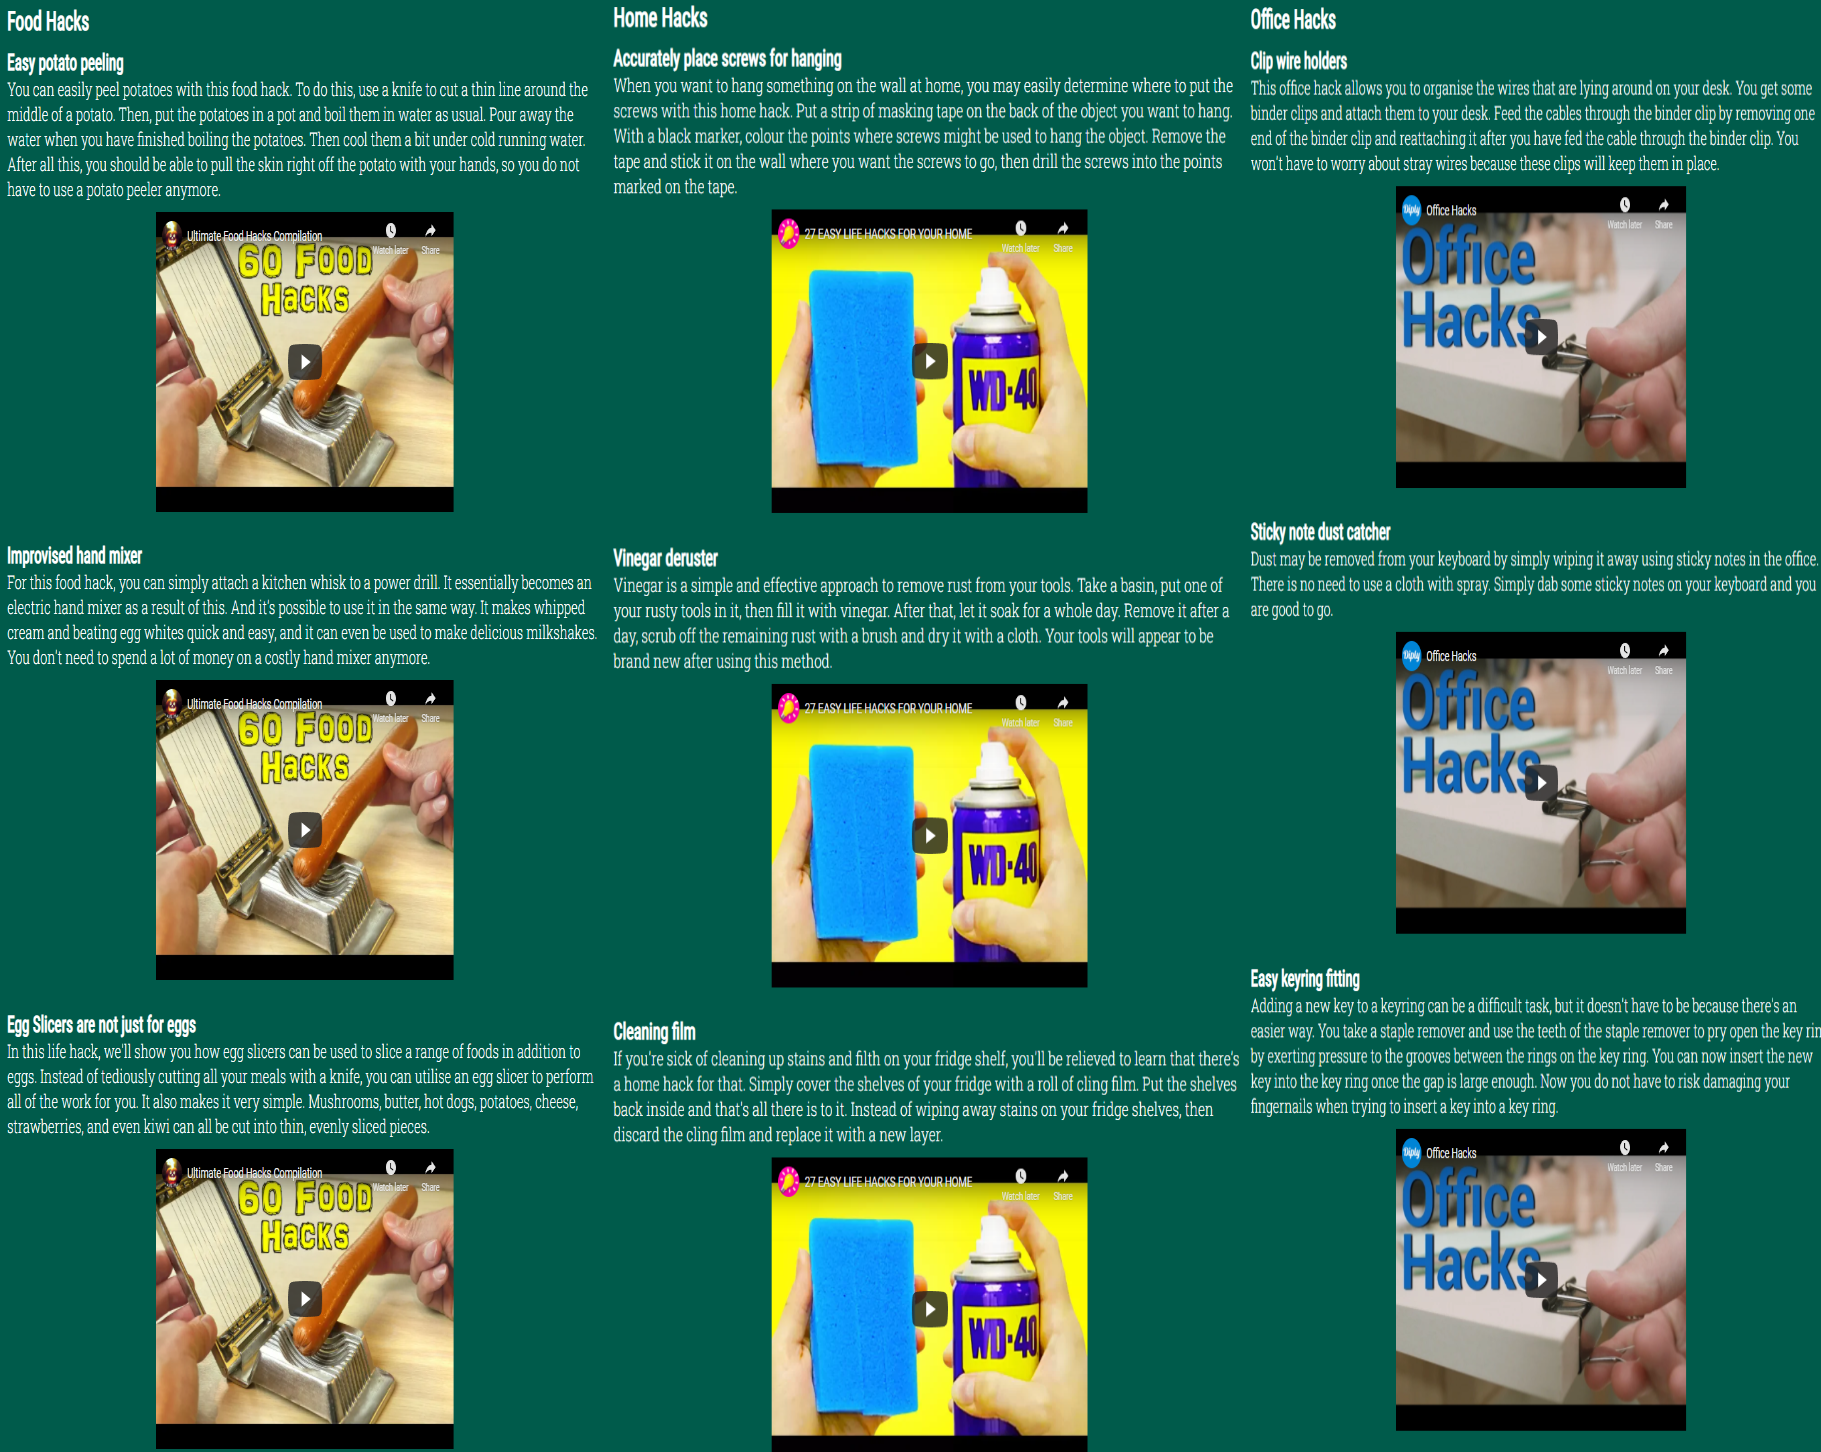 Food Hacks
Easy potato peeling
You can easily peel potatoes with this food hack. To do this, use a knife to cut a thin line around the
middle of a potato. Then, put the potatoes in a pot and boil them in water as usual. Pour away the
water when you have finished boiling the potatoes. Then cool them a bit under cold running water.
After all this, you should be able to pull the skin right off the potato with your hands, so you do not
have to use a potato peeler anymore.
Ultimate Food Hacks Compilation
Watch later
Share
60 Food
Hacks
Improvised hand mixer
For this food hack, you can simply attach a kitchen whisk to a power drill. It essentially becomes an
electric hand mixer as a result of this. And it's possible to use it in the same way. It makes whipped
cream and beating egg whites quick and easy, and it can even be used to make delicious milkshakes.
You don't need to spend a lot of money on a costly hand mixer anymore.
Ultimate Food Hacks Compilation
Watch later
Share
60 Food
Hacks
Egg Slicers are not just for eggs
In this life hack, we'll show you how egg slicers can be used to slice a range of foods in addition to
eggs. Instead of tediously cutting all your meals with a knife, you can utilise an egg slicer to perform
all of the work for you. It also makes it very simple. Mushrooms, butter, hot dogs, potatoes, cheese,
strawberries, and even kiwi can all be cut into thin, evenly sliced pieces.
Ultimate Food Hacks Compilation
Watch later
Share
60 Food
Hacks
Home Hacks
Accurately place screws for hanging
When you want to hang something on the wall at home, you may easily determine where to put the
screws with this home hack. Put a strip of masking tape on the back of the object you want to hang.
With a black marker, colour the points where screws might be used to hang the object. Remove the
tape and stick it on the wall where you want the screws to go, then drill the screws into the points
marked on the tape.
27 EASY LIFE HACKS FOR YOUR HOME
Watch later
Share
WD-40
Vinegar deruster
Vinegar is a simple and effective approach to remove rust from your tools. Take a basin, put one of
your rusty tools in it, then fill it with vinegar. After that, let it soak for a whole day. Remove it after a
day, scrub off the remaining rust with a brush and dry it with a cloth. Your tools will appear to be
brand new after using this method.
27 EASY LIFE HACKS FOR YOUR HOME
Watch later
Share
WD-40
Cleaning film
If you're sick of cleaning up stains and filth on your fridge shelf, you'll be relieved to learn that there's
a home hack for that. Simply cover the shelves of your fridge with a roll of cling film. Put the shelves
back inside and that's all there is to it. Instead of wiping away stains on your fridge shelves, then
discard the cling film and replace it with a new layer.
27 EASY LIFE HACKS FOR YOUR HOME
Watch later
Share
WD-40
Office Hacks
Clip wire holders
This office hack allows you to organise the wires that are lying around on your desk. You get some
binder clips and attach them to your desk. Feed the cables through the binder clip by removing one
end of the binder clip and reattaching it after you have fed the cable through the binder clip. You
won't have to worry about stray wires because these clips will keep them in place.
Diply
Office Hacks
Watch later
Share
Office
Hacks
Sticky note dust catcher
Dust may be removed from your keyboard by simply wiping it away using sticky notes in the office.
There is no need to use a cloth with spray. Simply dab some sticky notes on your keyboard and you
are good to go.
Diply
Office Hacks
Watch later
Share
Office
Hacks
Easy keyring fitting
Adding a new key to a keyring can be a difficult task, but it doesn't have to be because there's an
easier way. You take a staple remover and use the teeth of the staple remover to pry open the key rin
by exerting pressure to the grooves between the rings on the key ring. You can now insert the new
key into the key ring once the gap is large enough. Now you do not have to risk damaging your
fingernails when trying to insert a key into a key ring.
Diply
Office Hacks
Watch later
Share
Office
Hacks